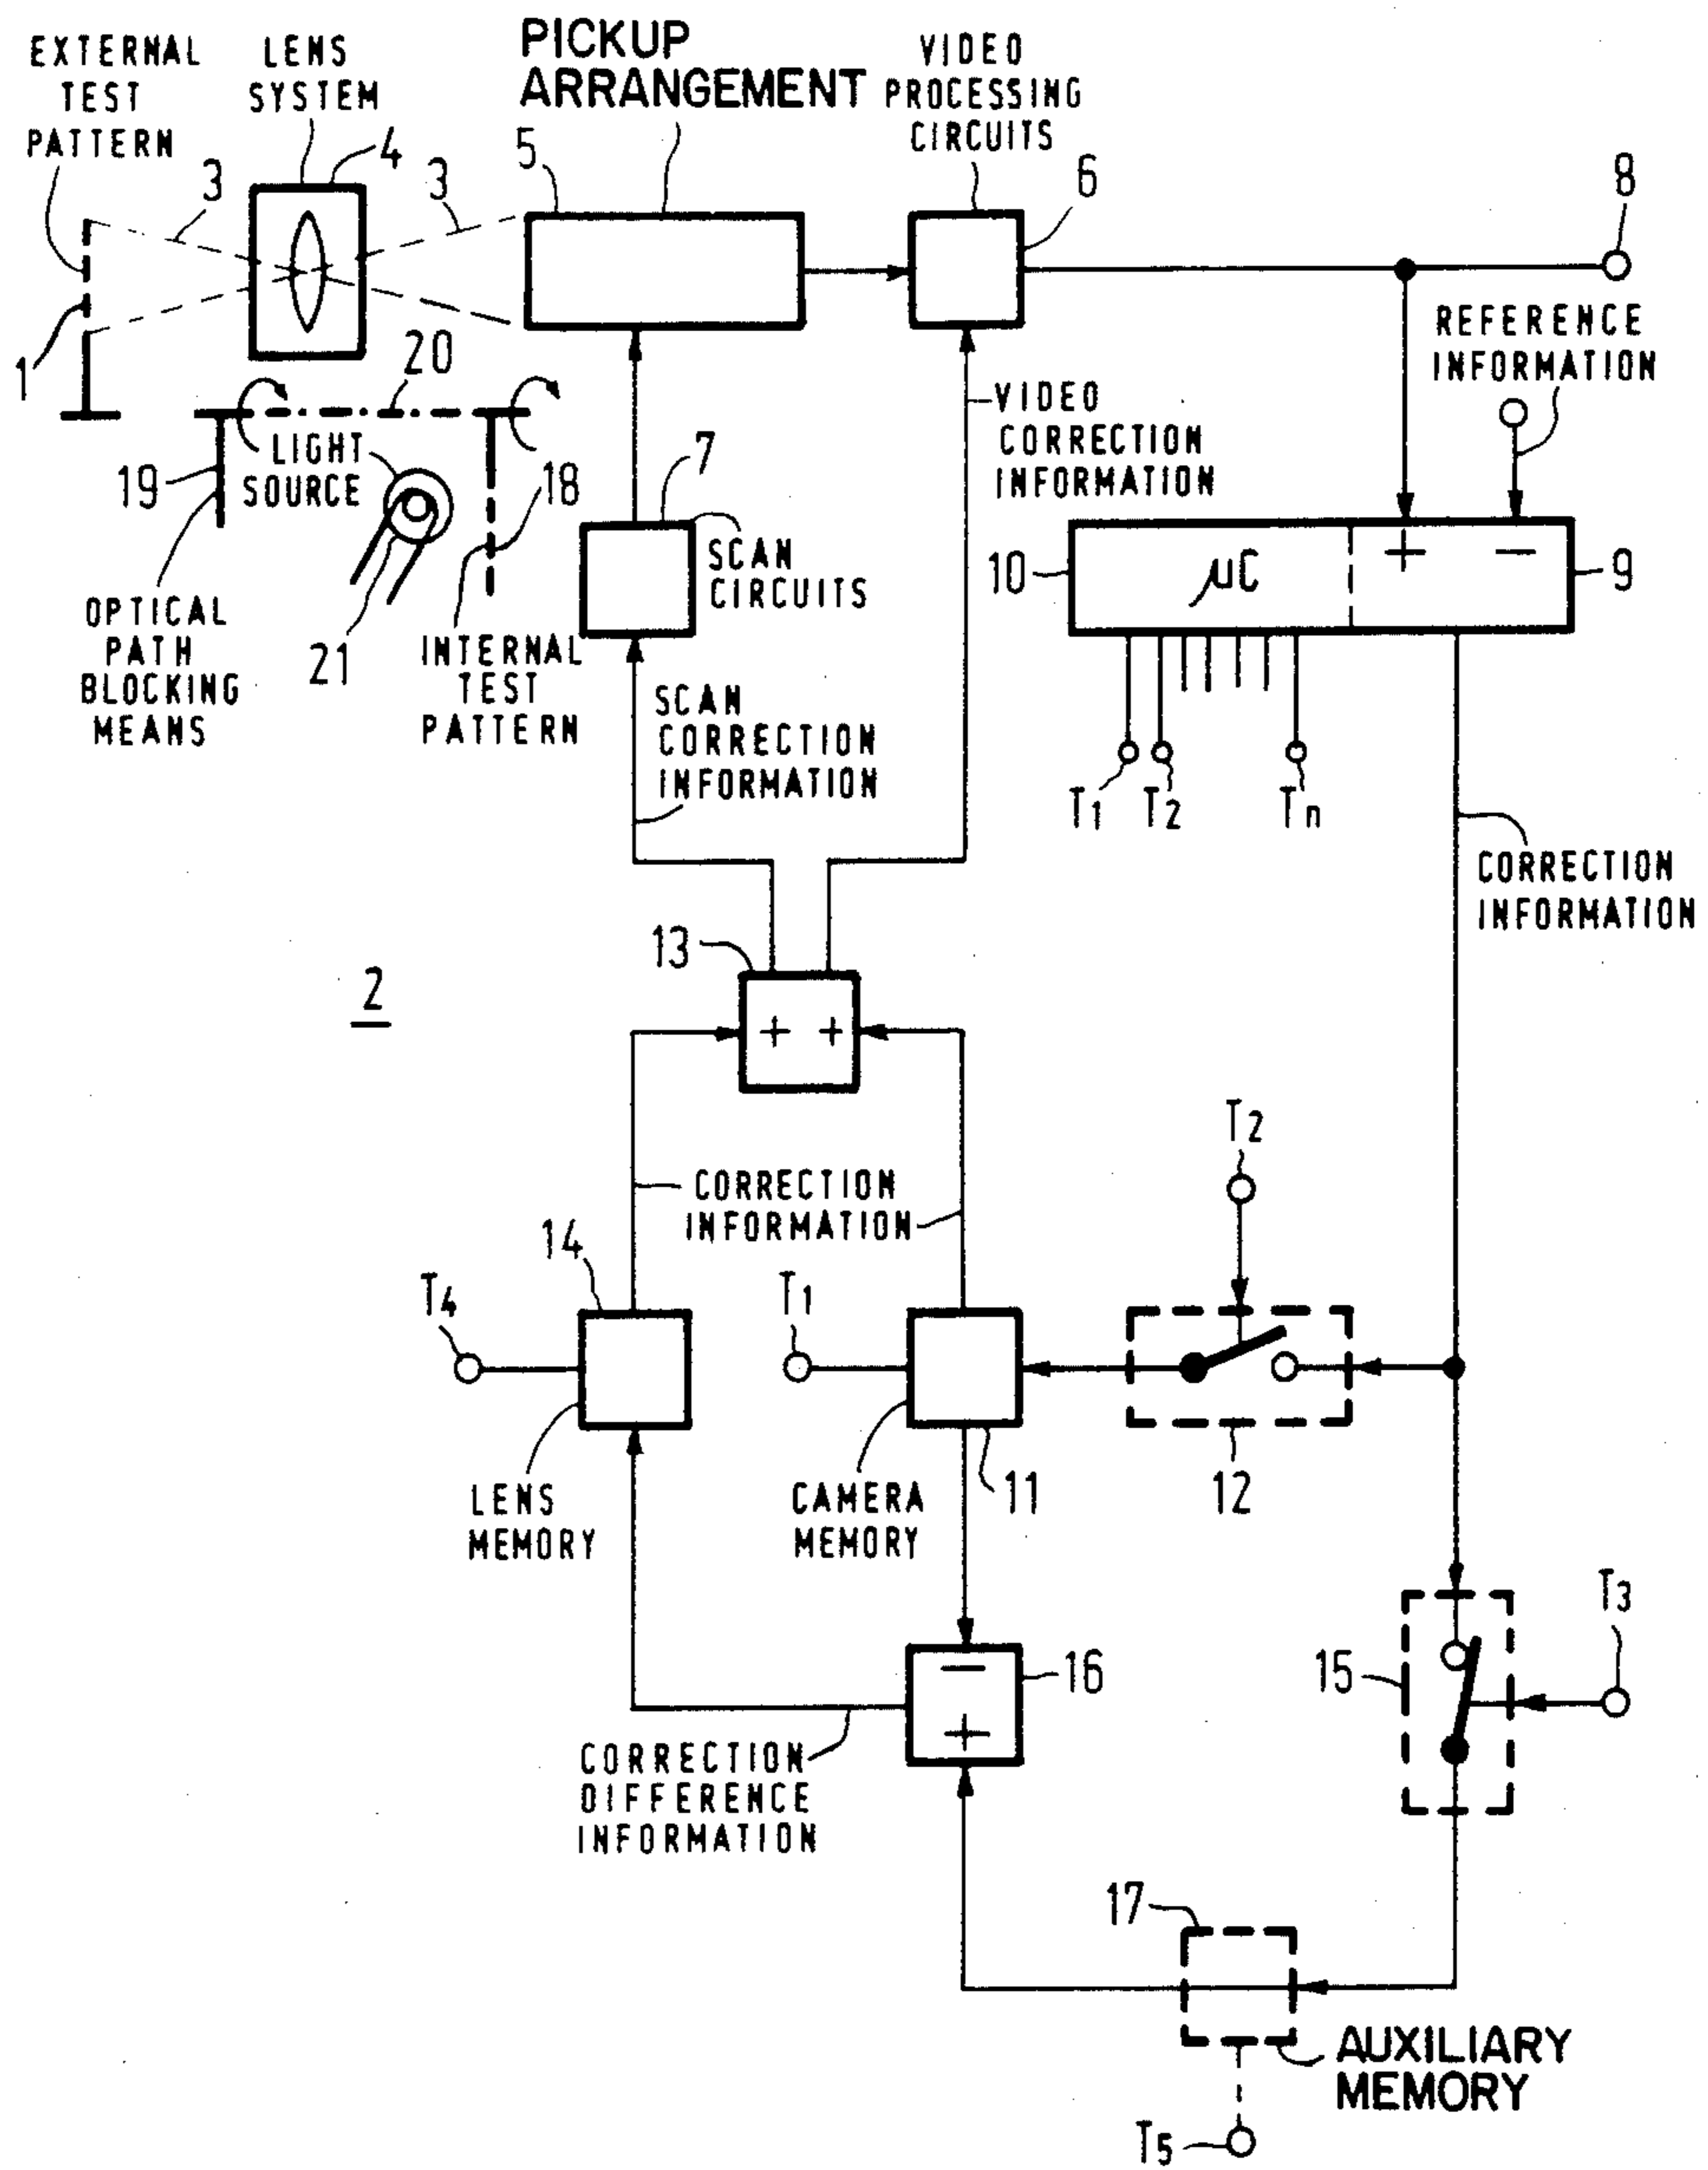 EXTERNAL
TEST
PATTERN
LENS
SYSTEM
PICKUP
ARRANGEMENT
VIDEO
PROCESSING
CIRCUITS
3
4
3
5
6
8
1
20
REFERENCE
INFORMATION
VIDEO
CORRECTION
INFORMATION
19
LIGHT
SOURCE
18
7
SCAN
CIRCUITS
10
μC
+
−
9
OPTICAL
PATH
BLOCKING
MEANS
21
INTERNAL
TEST
PATTERN
SCAN
CORRECTION
INFORMATION
T1
T2
Tn
CORRECTION
INFORMATION
13
2
+ +
T2
CORRECTION
INFORMATION
14
T4
T1
LENS
MEMORY
CAMERA
MEMORY
11
12
T3
15
−
+
16
CORRECTION
DIFFERENCE
INFORMATION
17
AUXILIARY
MEMORY
T5